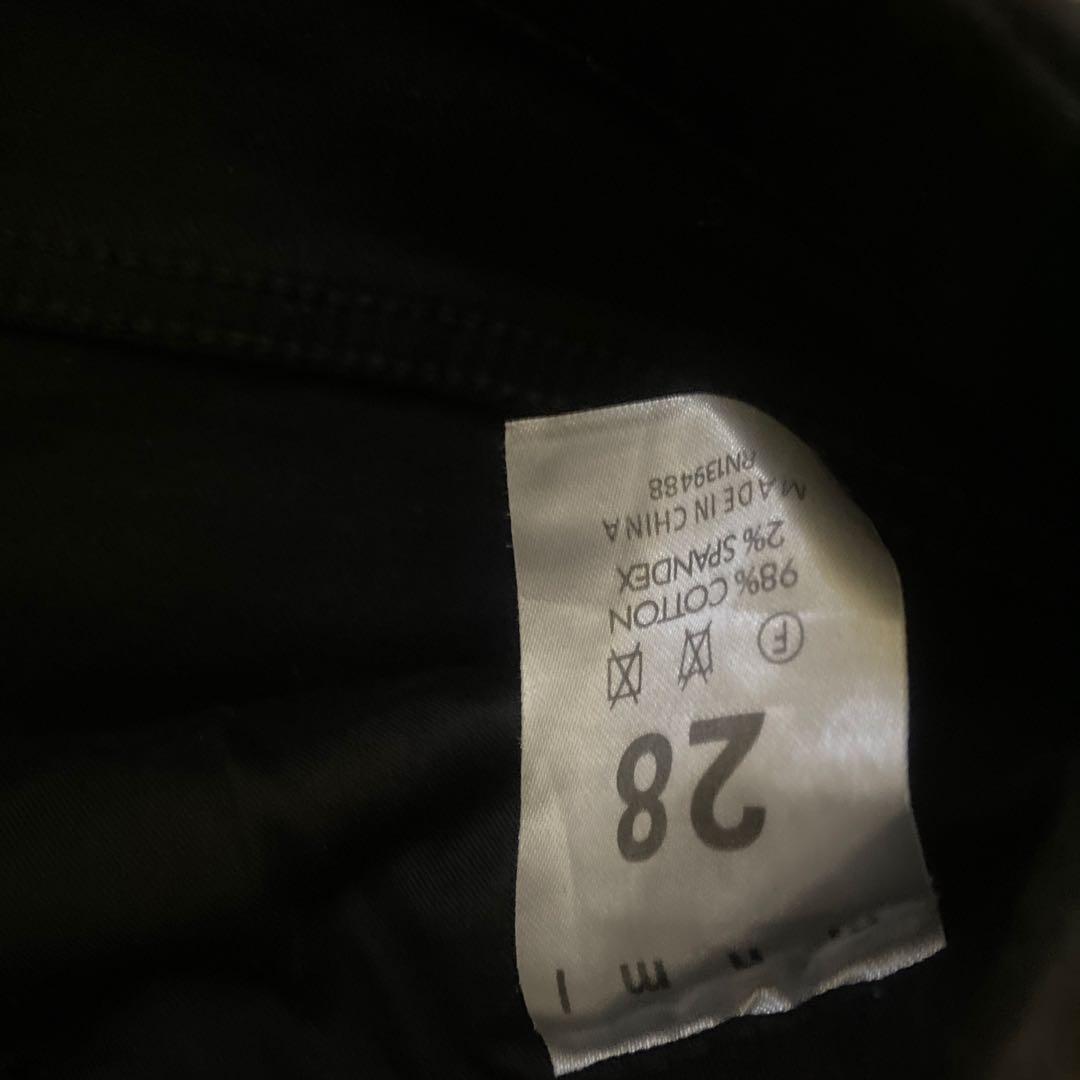 28
Ⓕ
98% COTTON
2% SPANDEX
MADE IN CHINA
RN139488